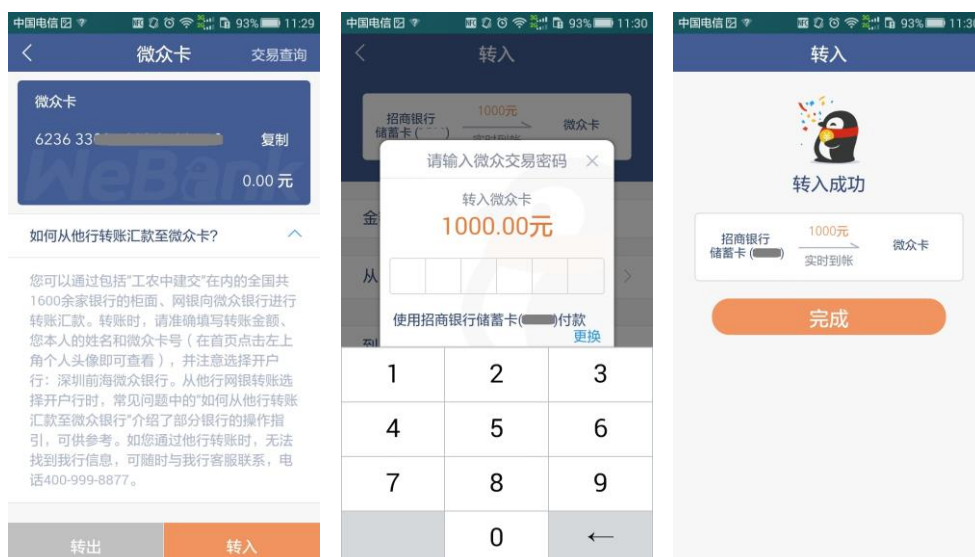 中国电信 93% 11:29
微众卡 交易查询
微众卡
6236 33 复制
WeBank
0.00 元
如何从他行转账汇款至微众卡?
您可以通过包括"工农中建交"在内的全国共
1600余家银行的柜面、网银向微众银行进行
转账汇款。转账时，请准确填写转账金额、
您本人的姓名和微众卡号（在首页点击左上
角个人头像即可查看），并注意选择开户
行：深圳前海微众银行。从他行网银转账选
择开户行时，常见问题中的"如何从他行转账
汇款至微众银行"介绍了部分银行的操作指
引，可供参考。如您通过他行转账时，无法
找到我行信息，可随时与我行客服联系，电
话400-999-8877。
转出 转入
中国电信 93% 11:30
转入
招商银行
储蓄卡 ( )
1000元
实时到帐
微众卡
请输入微众交易密码
转入微众卡
1000.00元
金
从
使用招商银行储蓄卡( )付款
更换
到
1 2 3
4 5 6
7 8 9
0
中国电信 93% 11:30
转入
转入成功
招商银行
储蓄卡 ( )
1000元
实时到帐
微众卡
完成